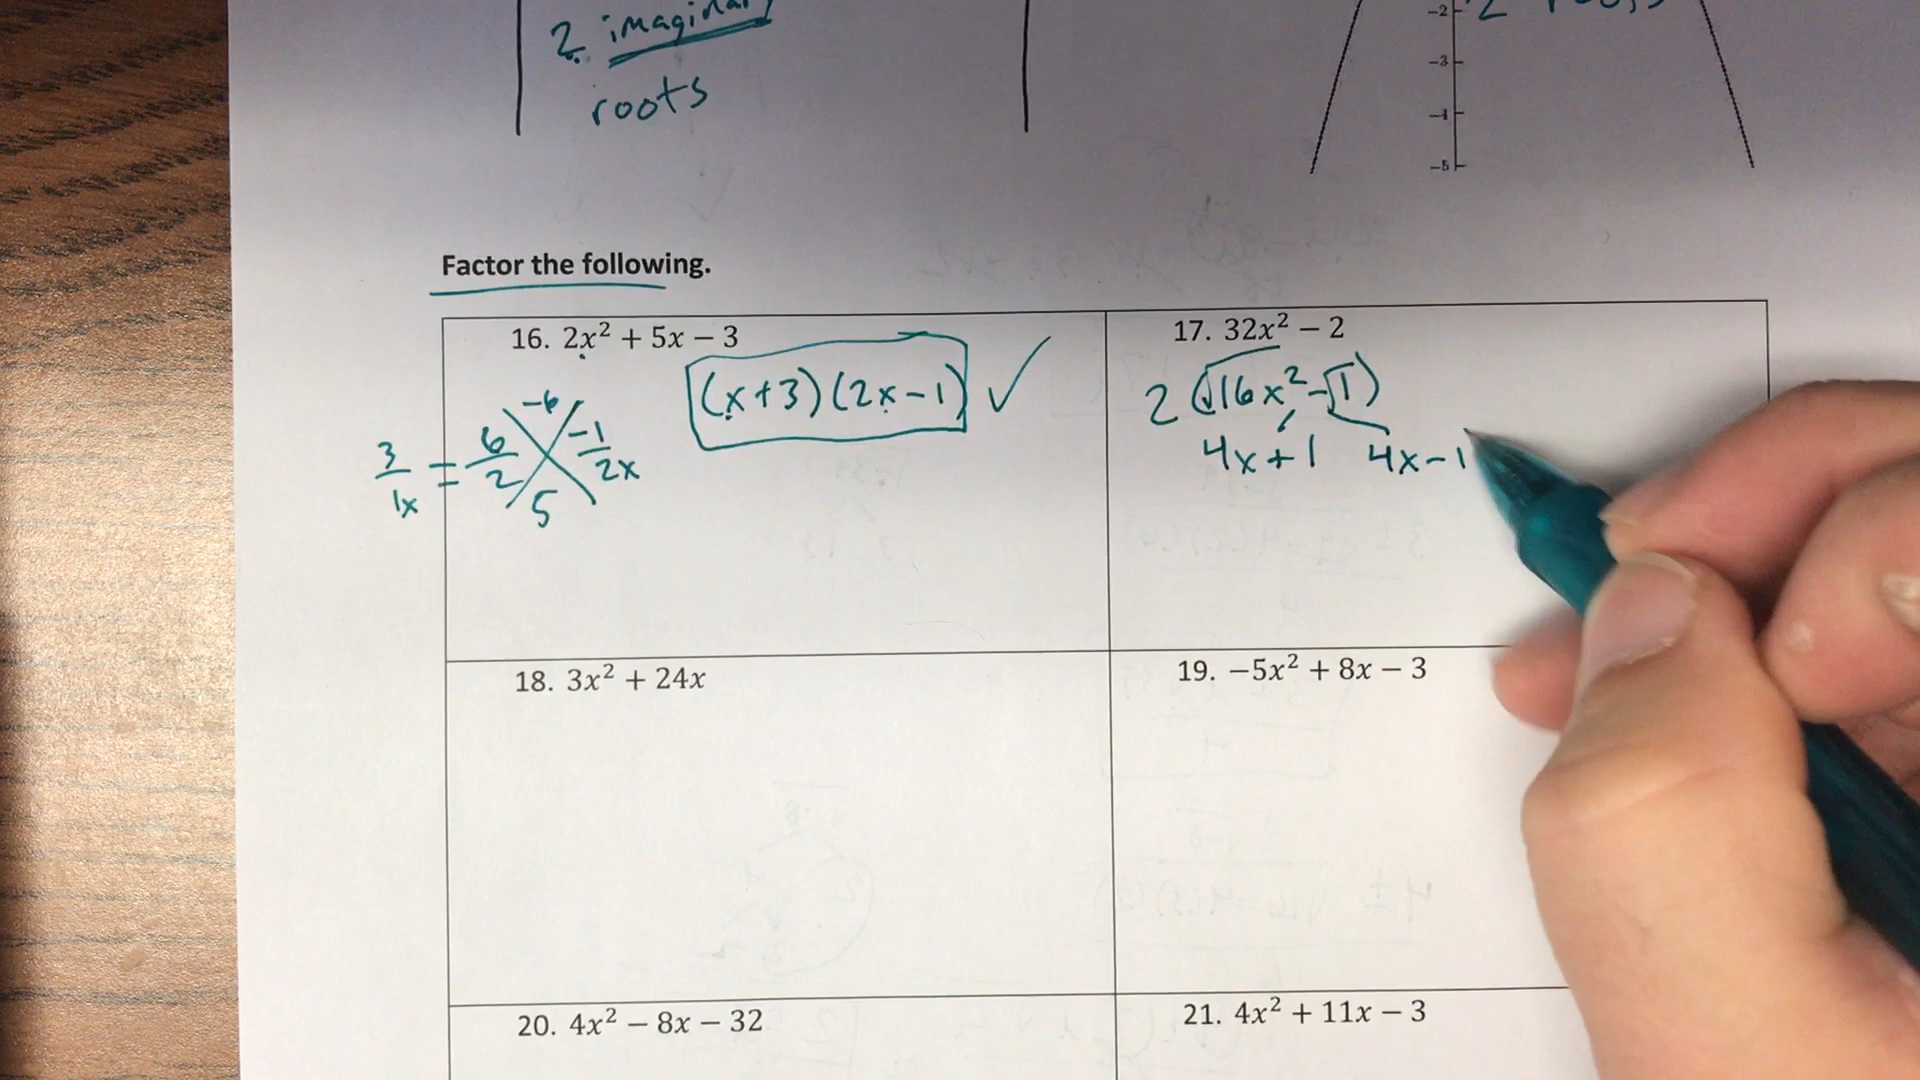 2 imaginary
roots
-2
2 roots
-3
-4
-5
Factor the following.
16. 2x² + 5x − 3
(x+3)(2x-1) ✓
-6
3/1x = 6/2
-1/2x
5
17. 32x² − 2
2(√16x² - √1)
4x+1 4x-1
18. 3x² + 24x
19. −5x² + 8x − 3
20. 4x² − 8x − 32
21. 4x² + 11x − 3